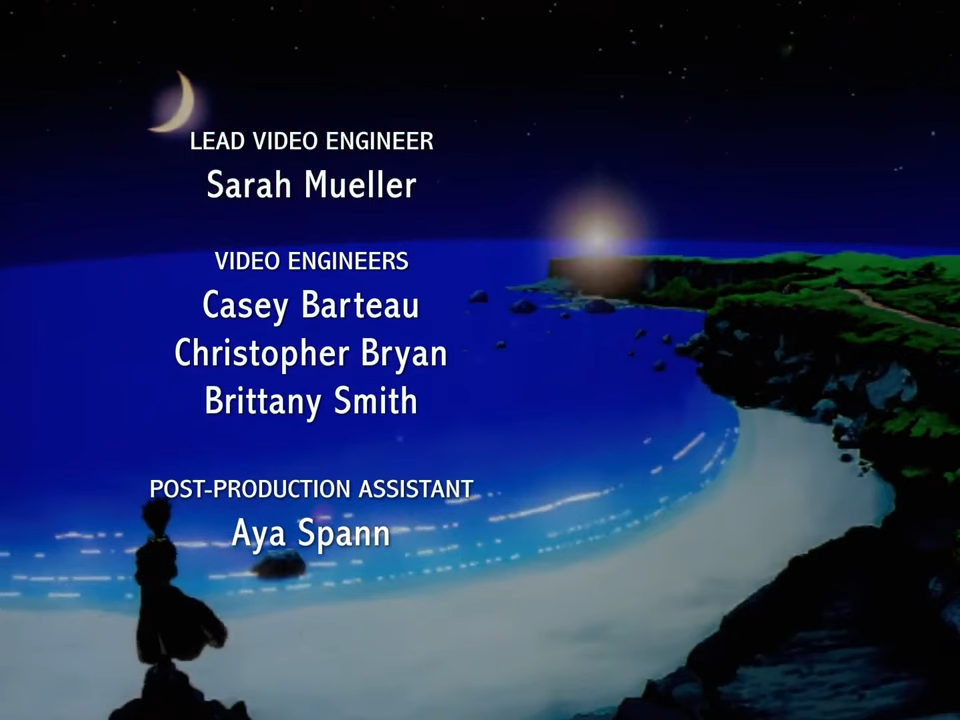 LEAD VIDEO ENGINEER
Sarah Mueller
VIDEO ENGINEERS
Casey Barteau
Christopher Bryan
Brittany Smith
POST-PRODUCTION ASSISTANT
Aya Spann